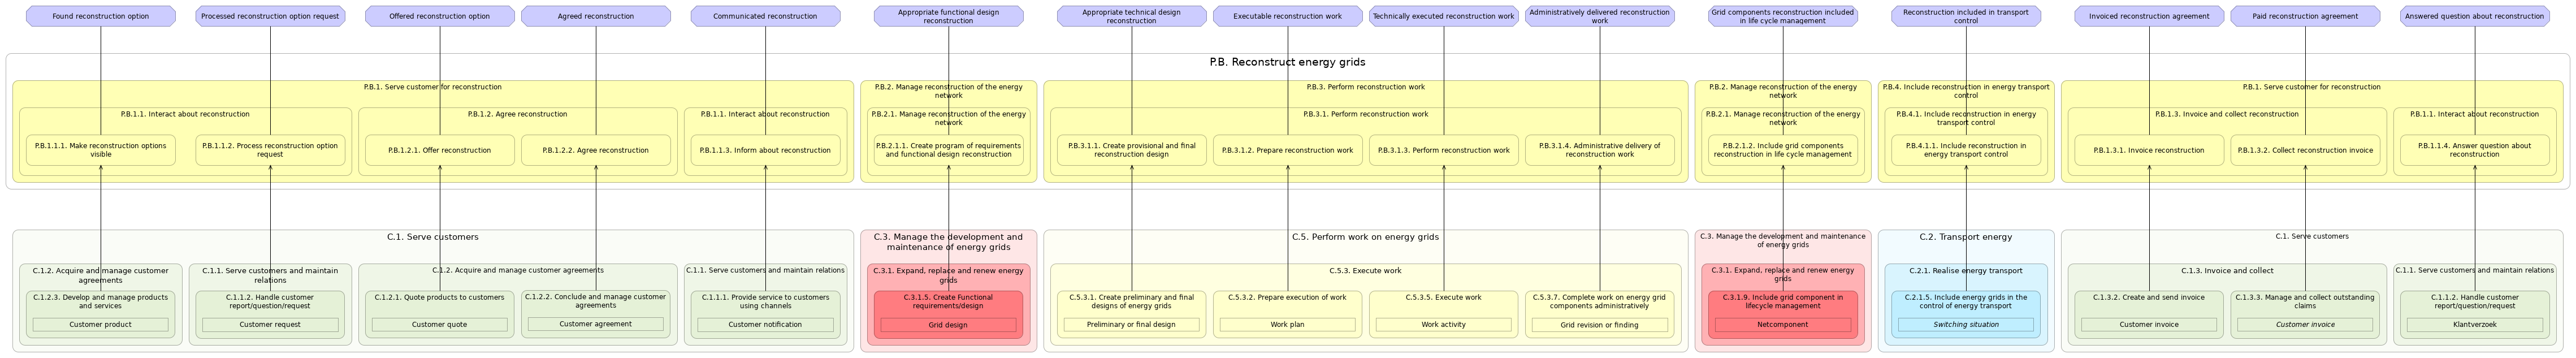 Found reconstruction option
Processed reconstruction option request
Offered reconstruction option
Agreed reconstruction
Communicated reconstruction
Appropriate functional design
reconstruction
Appropriate technical design
reconstruction
Executable reconstruction work
Technically executed reconstruction work
Administratively delivered reconstruction
work
Grid components reconstruction included
in life cycle management
Reconstruction included in transport
control
Invoiced reconstruction agreement
Paid reconstruction agreement
Answered question about reconstruction
P.B. Reconstruct energy grids
P.B.1. Serve customer for reconstruction
P.B.1.1. Interact about reconstruction
P.B.1.1.1. Make reconstruction options
visible
P.B.1.1.2. Process reconstruction option
request
P.B.1.2. Agree reconstruction
P.B.1.2.1. Offer reconstruction
P.B.1.2.2. Agree reconstruction
P.B.1.1. Interact about reconstruction
P.B.1.1.3. Inform about reconstruction
P.B.2. Manage reconstruction of the energy
network
P.B.2.1. Manage reconstruction of the energy
network
P.B.2.1.1. Create program of requirements
and functional design reconstruction
P.B.3. Perform reconstruction work
P.B.3.1. Perform reconstruction work
P.B.3.1.1. Create provisional and final
reconstruction design
P.B.3.1.2. Prepare reconstruction work
P.B.3.1.3. Perform reconstruction work
P.B.3.1.4. Administrative delivery of
reconstruction work
P.B.2. Manage reconstruction of the energy
network
P.B.2.1. Manage reconstruction of the energy
network
P.B.2.1.2. Include grid components
reconstruction in life cycle management
P.B.4. Include reconstruction in energy transport
control
P.B.4.1. Include reconstruction in energy
transport control
P.B.4.1.1. Include reconstruction in
energy transport control
P.B.1. Serve customer for reconstruction
P.B.1.3. Invoice and collect reconstruction
P.B.1.3.1. Invoice reconstruction
P.B.1.3.2. Collect reconstruction invoice
P.B.1.1. Interact about reconstruction
P.B.1.1.4. Answer question about
reconstruction
C.1. Serve customers
C.1.2. Acquire and manage customer
agreements
C.1.2.3. Develop and manage products
and services
Customer product
C.1.1. Serve customers and maintain
relations
C.1.1.2. Handle customer
report/question/request
Customer request
C.1.2. Acquire and manage customer agreements
C.1.2.1. Quote products to customers
Customer quote
C.1.2.2. Conclude and manage customer
agreements
Customer agreement
C.1.1. Serve customers and maintain relations
C.1.1.1. Provide service to customers
using channels
Customer notification
C.3. Manage the development and
maintenance of energy grids
C.3.1. Expand, replace and renew energy
grids
C.3.1.5. Create Functional
requirements/design
Grid design
C.5. Perform work on energy grids
C.5.3. Execute work
C.5.3.1. Create preliminary and final
designs of energy grids
Preliminary or final design
C.5.3.2. Prepare execution of work
Work plan
C.5.3.5. Execute work
Work activity
C.5.3.7. Complete work on energy grid
components administratively
Grid revision or finding
C.3. Manage the development and maintenance
of energy grids
C.3.1. Expand, replace and renew energy
grids
C.3.1.9. Include grid component in
lifecycle management
Netcomponent
C.2. Transport energy
C.2.1. Realise energy transport
C.2.1.5. Include energy grids in the
control of energy transport
Switching situation
C.1. Serve customers
C.1.3. Invoice and collect
C.1.3.2. Create and send invoice
Customer invoice
C.1.3.3. Manage and collect outstanding
claims
Customer invoice
C.1.1. Serve customers and maintain relations
C.1.1.2. Handle customer
report/question/request
Klantverzoek